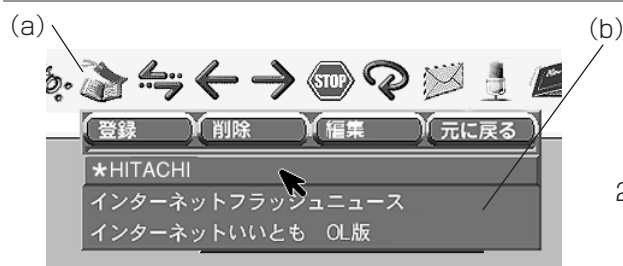 (a)
(b)
STOP
登録 削除 編集 元に戻る
★HITACHI
インターネットフラッシュニュース
インターネットいいとも OL版
2